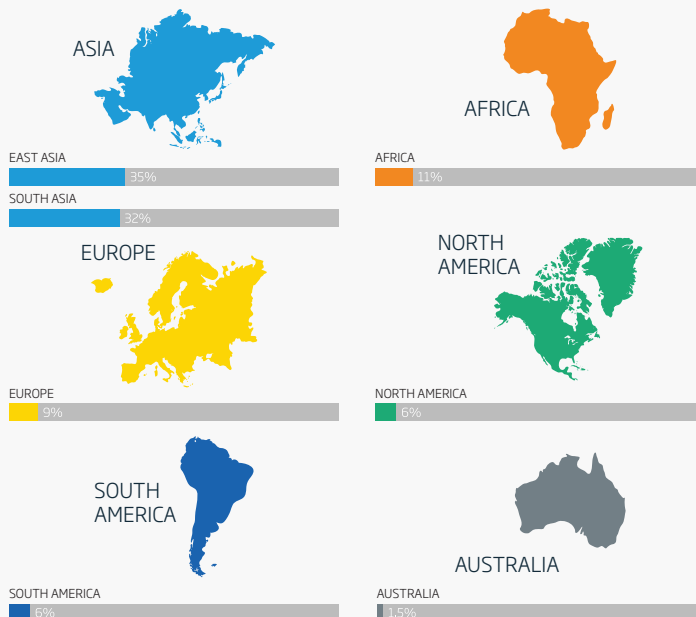 ASIA
EAST ASIA
35%
SOUTH ASIA
32%
AFRICA
AFRICA
11%
EUROPE
EUROPE
9%
NORTH
AMERICA
NORTH AMERICA
6%
SOUTH
AMERICA
SOUTH AMERICA
6%
AUSTRALIA
AUSTRALIA
1,5%